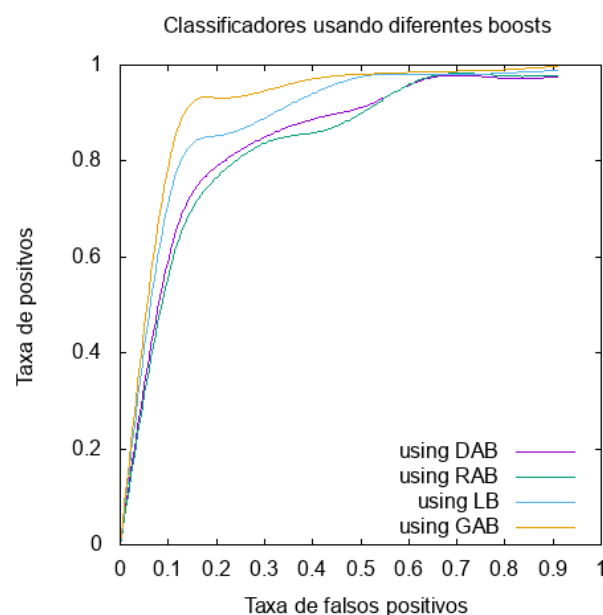 Classificadores usando diferentes boosts
1
0.8
0.6
0.4
0.2
0
Taxa de positvos
using DAB
using RAB
using LB
using GAB
0 0.1 0.2 0.3 0.4 0.5 0.6 0.7 0.8 0.9 1
Taxa de falsos positivos